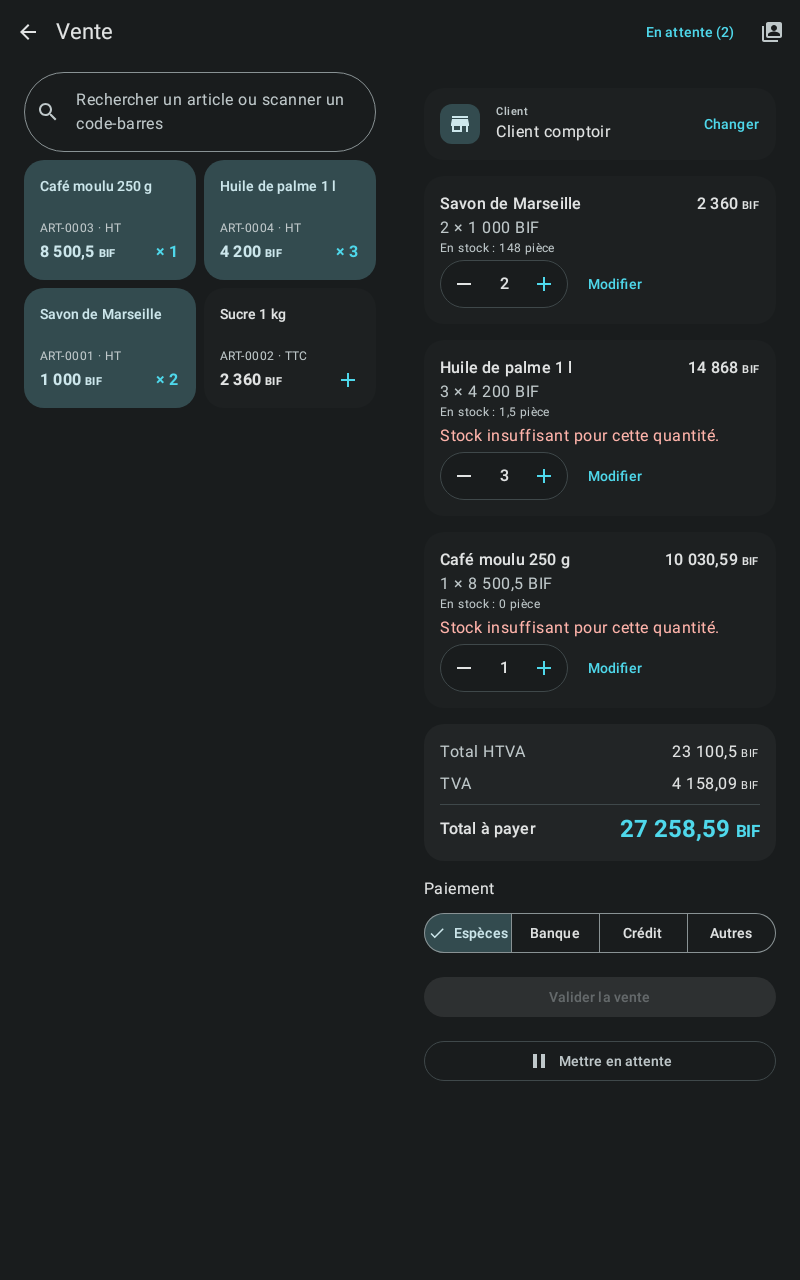 Vente
En attente (2)
Rechercher un article ou scanner un
code-barres
Café moulu 250 g
ART-0003 · HT
8 500,5 BIF × 1
Huile de palme 1 l
ART-0004 · HT
4 200 BIF × 3
Savon de Marseille
ART-0001 · HT
1 000 BIF × 2
Sucre 1 kg
ART-0002 · TTC
2 360 BIF +
Client
Client comptoir
Changer
Savon de Marseille 2 360 BIF
2 × 1 000 BIF
En stock : 148 pièce
− 2 + Modifier
Huile de palme 1 l 14 868 BIF
3 × 4 200 BIF
En stock : 1,5 pièce
Stock insuffisant pour cette quantité.
− 3 + Modifier
Café moulu 250 g 10 030,59 BIF
1 × 8 500,5 BIF
En stock : 0 pièce
Stock insuffisant pour cette quantité.
− 1 + Modifier
Total HTVA 23 100,5 BIF
TVA 4 158,09 BIF
Total à payer 27 258,59 BIF
Paiement
Espèces Banque Crédit Autres
Valider la vente
Mettre en attente